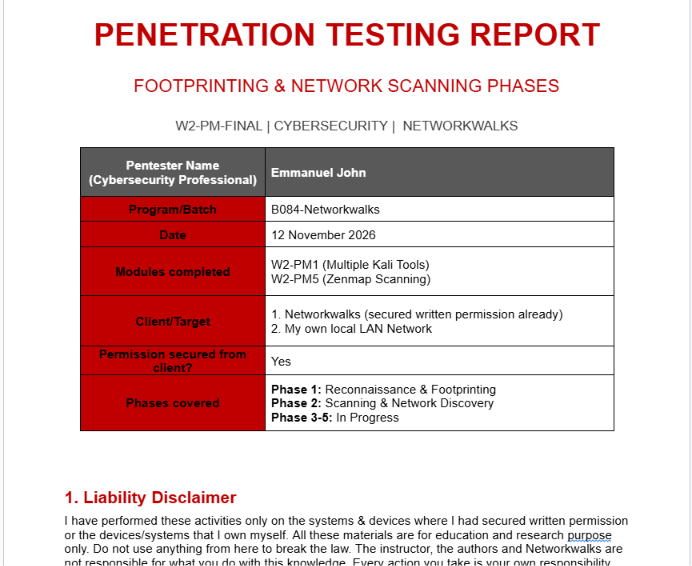 PENETRATION TESTING REPORT
FOOTPRINTING & NETWORK SCANNING PHASES
W2-PM-FINAL | CYBERSECURITY | NETWORKWALKS
Pentester Name
(Cybersecurity Professional)
Emmanuel John
Program/Batch
B084-Networkwalks
Date
12 November 2026
Modules completed
W2-PM1 (Multiple Kali Tools)
W2-PM5 (Zenmap Scanning)
Client/Target
1. Networkwalks (secured written permission already)
2. My own local LAN Network
Permission secured from
client?
Yes
Phases covered
Phase 1: Reconnaissance & Footprinting
Phase 2: Scanning & Network Discovery
Phase 3-5: In Progress
1. Liability Disclaimer
I have performed these activities only on the systems & devices where I had secured written permission
or the devices/systems that I own myself. All these materials are for education and research purpose
only. Do not use anything from here to break the law. The instructor, the authors and Networkwalks are
not responsible for what you do with this knowledge. Every action you take is your own responsibility.